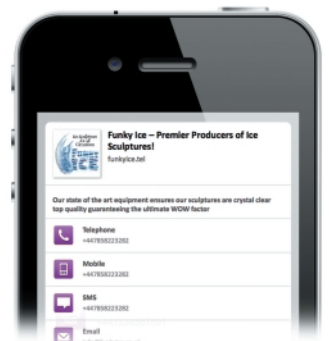 Funky Ice – Premier Producers of Ice
Sculptures!
funkyice.tel
Our state of the art equipment ensures our sculptures are crystal clear
top quality guaranteeing the ultimate WOW factor
Telephone
+447858223282
Mobile
+447858223282
SMS
+447858223282
Email